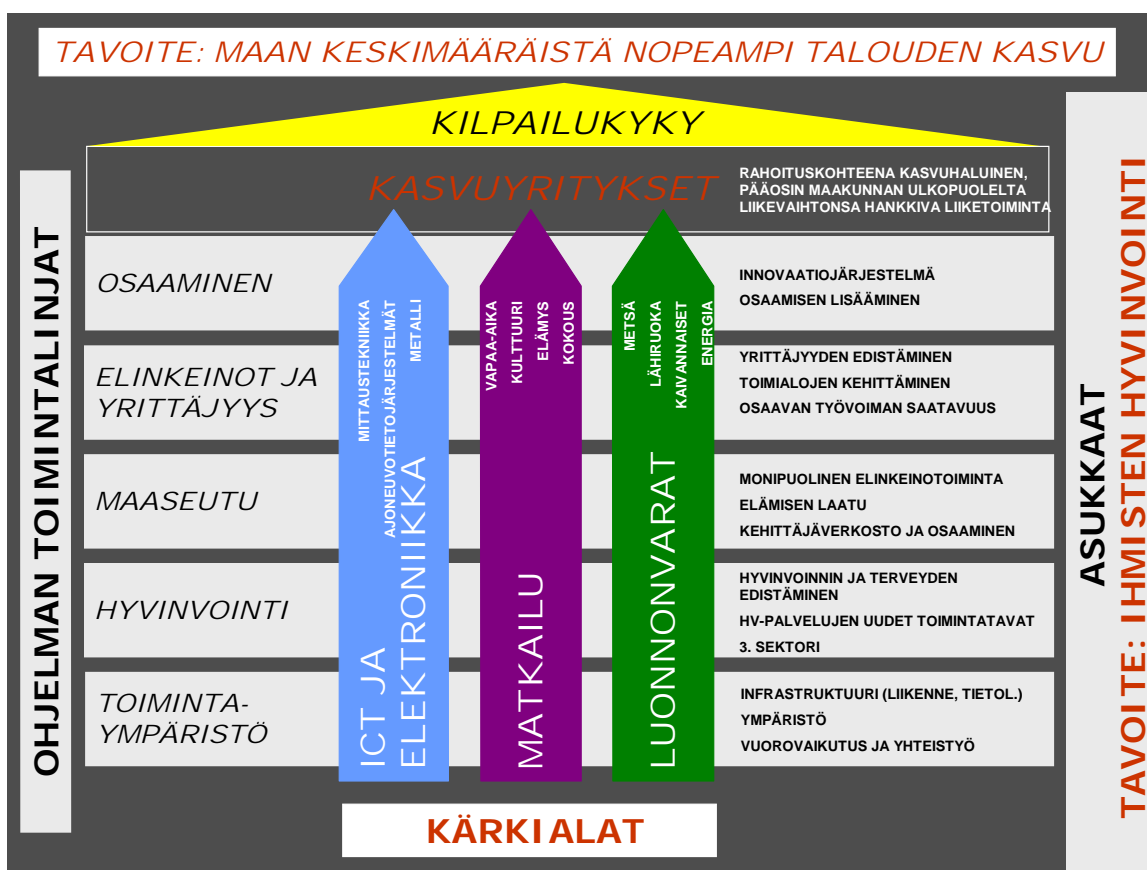 TAVOITE: MAAN KESKIMÄÄRÄISTÄ NOPEAMPI TALOUDEN KASVU
KILPAILUKYKY
KASVUYRITYKSET
RAHOITUSKOHTEENA KASVUHALUINEN,
PÄÄOSIN MAAKUNNAN ULKOPUOLELTA
LIIKEVAIHTONSA HANKKIVA LIIKETOIMINTA
OHJELMAN TOIMINTALINJAT
OSAAMINEN
INNOVAATIOJÄRJESTELMÄ
OSAAMISEN LISÄÄMINEN
ELINKEINOT JA
YRITTÄJYYS
YRITTÄJYYDEN EDISTÄMINEN
TOIMIALOJEN KEHITTÄMINEN
OSAAVAN TYÖVOIMAN SAATAVUUS
MAASEUTU
MONIPUOLINEN ELINKEINOTOIMINTA
ELÄMISEN LAATU
KEHITTÄJÄVERKOSTO JA OSAAMINEN
HYVINVOINTI
HYVINVOINNIN JA TERVEYDEN
EDISTÄMINEN
HV-PALVELUJEN UUDET TOIMINTATAVAT
3. SEKTORI
TOIMINTA-
YMPÄRISTÖ
INFRASTRUKTUURI (LIIKENNE, TIETOL.)
YMPÄRISTÖ
VUOROVAIKUTUS JA YHTEISTYÖ
ICT JA
ELEKTRONIIKKA
MITTAUSTEKNIIKKA
AJONEUVOTIETOJÄRJESTELMÄT
METALLI
MATKAILU
VAPAA-AIKA
KULTTUURI
ELÄMYS
KOKOUS
LUONNONVARAT
METSÄ
LÄHIRUOKA
KAIVANNAISET
ENERGIA
KÄRKIALAT
ASUKKAAT
TAVOITE: IHMISTEN HYVINVOINTI